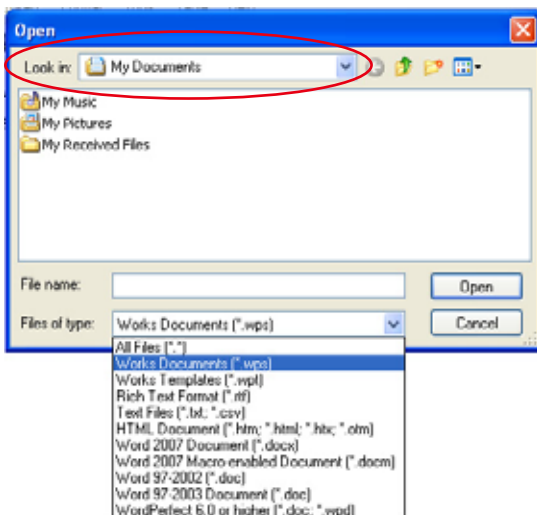 Open
Look in: My Documents
My Music
My Pictures
My Received Files
File name:
Open
Files of type: Works Documents (*.wps)
Cancel
All Files (*.*)
Works Documents (*.wps)
Works Templates (*.wpt)
Rich Text Format (*.rtf)
Text Files (*.txt; *.csv)
HTML Document (*.htm; *.html; *.htx; *.otm)
Word 2007 Document (*.docx)
Word 2007 Macro-enabled Document (*.docm)
Word 97-2002 (*.doc)
Word 97-2003 Document (*.doc)
WordPerfect 6.0 or higher (*.doc; *.wpd)